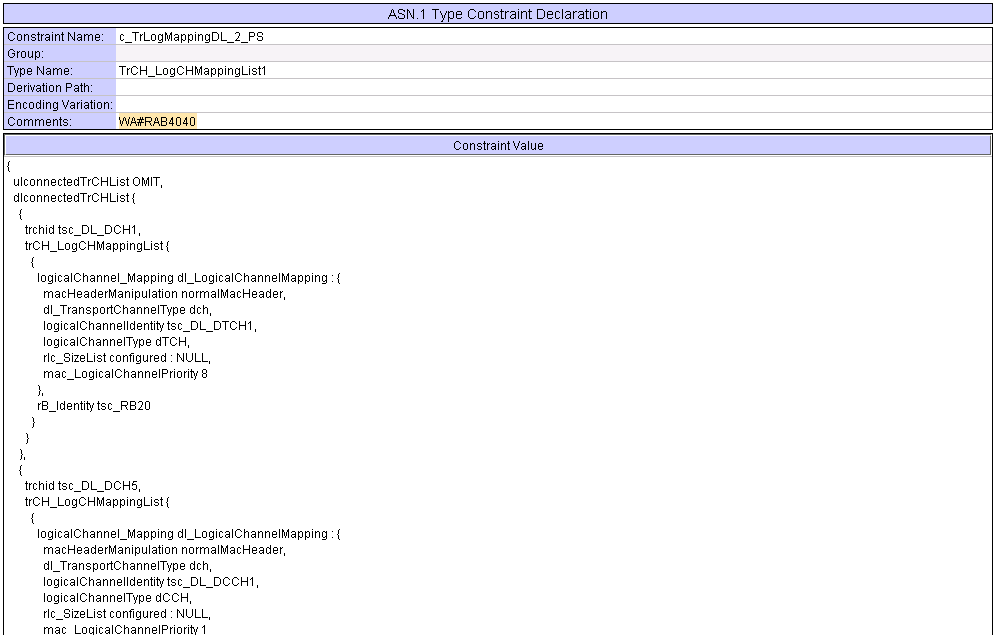 ASN.1 Type Constraint Declaration
Constraint Name: c_TrLogMappingDL_2_PS
Group:
Type Name: TrCH_LogCHMappingList1
Derivation Path:
Encoding Variation:
Comments: WA#RAB4040
Constraint Value
{
ulconnectedTrCHList OMIT,
dlconnectedTrCHList {
{
trchid tsc_DL_DCH1,
trCH_LogCHMappingList {
{
logicalChannel_Mapping dl_LogicalChannelMapping : {
macHeaderManipulation normalMacHeader,
dl_TransportChannelType dch,
logicalChannelIdentity tsc_DL_DTCH1,
logicalChannelType dTCH,
rlc_SizeList configured : NULL,
mac_LogicalChannelPriority 8
},
rB_Identity tsc_RB20
}
}
},
{
trchid tsc_DL_DCH5,
trCH_LogCHMappingList {
{
logicalChannel_Mapping dl_LogicalChannelMapping : {
macHeaderManipulation normalMacHeader,
dl_TransportChannelType dch,
logicalChannelIdentity tsc_DL_DCCH1,
logicalChannelType dCCH,
rlc_SizeList configured : NULL,
mac_LogicalChannelPriority 1